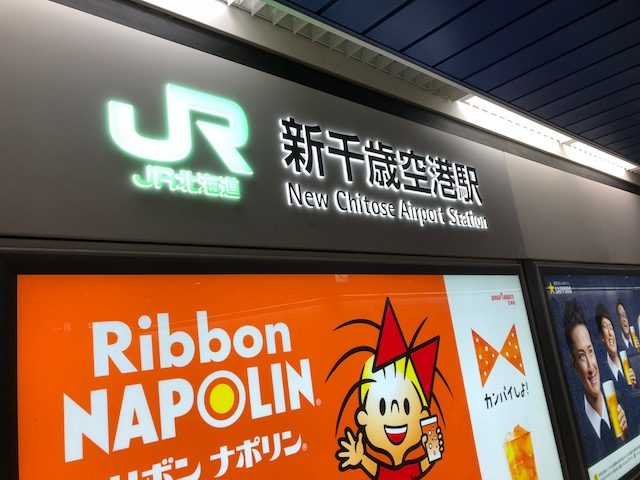 JR
JR北海道
新千歳空港駅
New Chitose Airport Station
Ribbon
NAPOLIN®
リボン ナポリン®
カンパイしよ!
SAPPORO